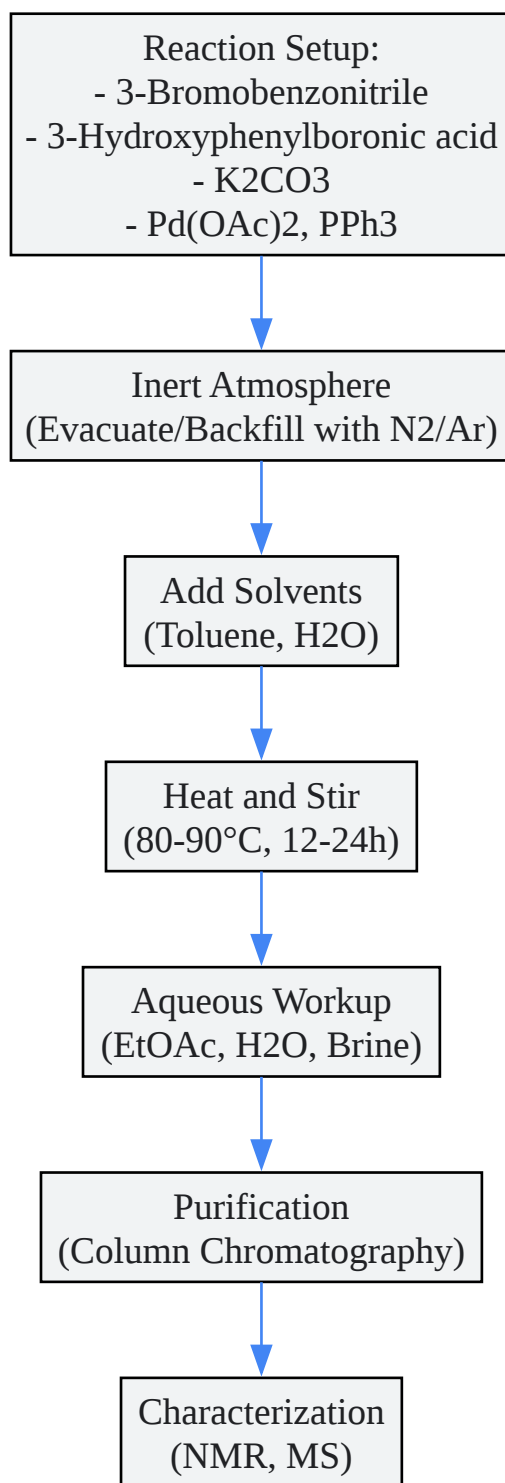 Reaction Setup:
- 3-Bromobenzonitrile
- 3-Hydroxyphenylboronic acid
- K2CO3
- Pd(OAc)2, PPh3
Inert Atmosphere
(Evacuate/Backfill with N2/Ar)
Add Solvents
(Toluene, H2O)
Heat and Stir
(80-90°C, 12-24h)
Aqueous Workup
(EtOAc, H2O, Brine)
Purification
(Column Chromatography)
Characterization
(NMR, MS)